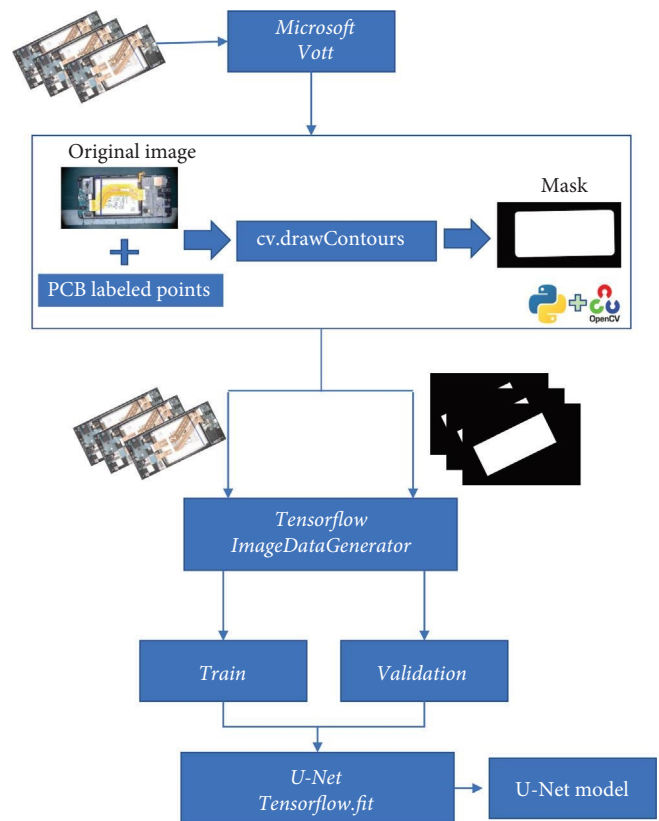 Microsoft
Vott
Original image
Mask
cv.drawContours
PCB labeled points
OpenCV
Tensorflow
ImageDataGenerator
Train
Validation
U-Net
Tensorflow.fit
U-Net model